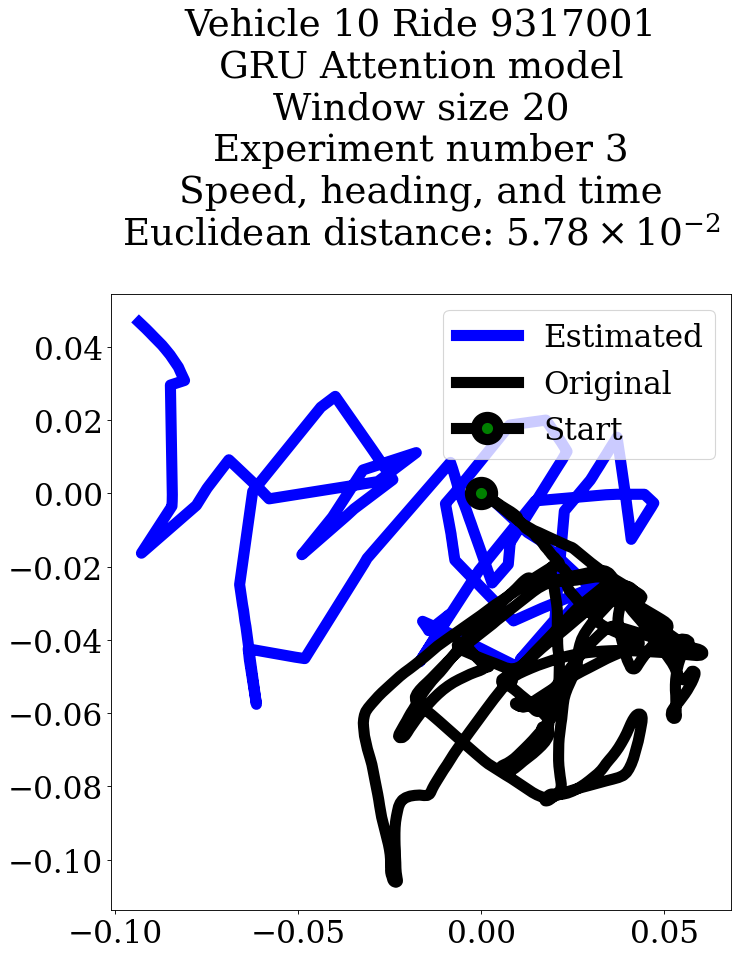 Vehicle 10 Ride 9317001
GRU Attention model
Window size 20
Experiment number 3
Speed, heading, and time
Euclidean distance: 5.78 × 10⁻²
Estimated
Original
Start
0.04
0.02
0.00
−0.02
−0.04
−0.06
−0.08
−0.10
−0.10 −0.05 0.00 0.05